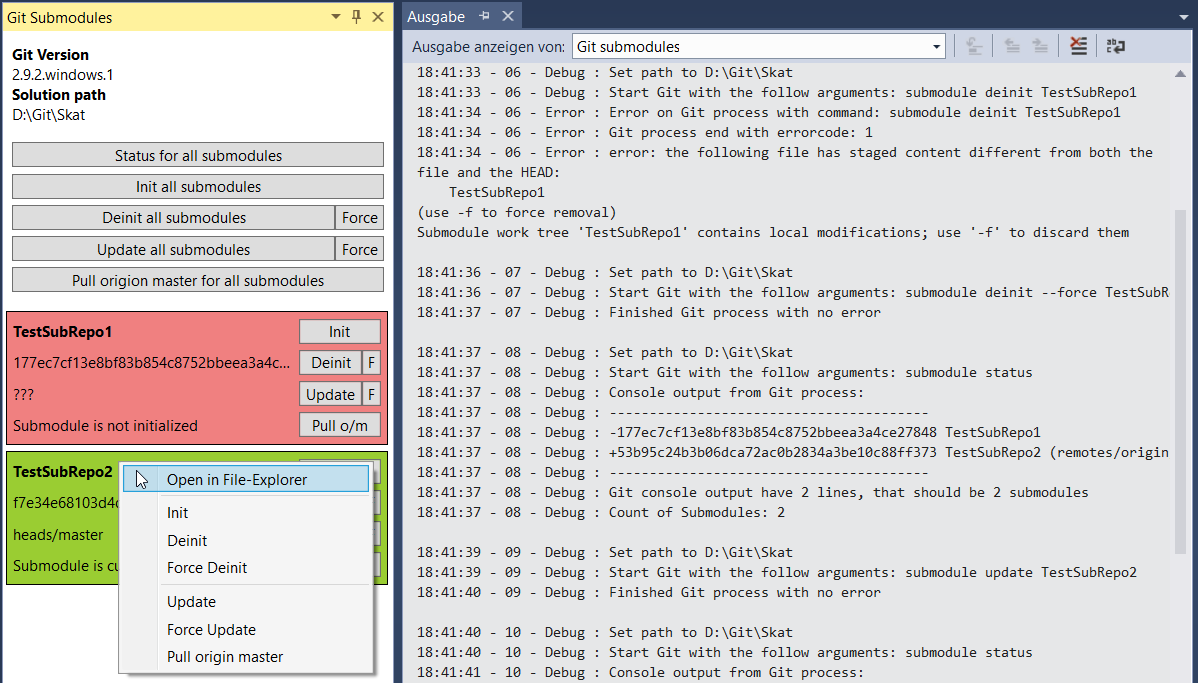 Git Submodules
Git Version
2.9.2.windows.1
Solution path
D:\Git\Skat
Status for all submodules
Init all submodules
Deinit all submodules Force
Update all submodules Force
Pull origion master for all submodules
TestSubRepo1 Init
177ec7cf13e8bf83b854c8752bbeea3a4c... Deinit F
??? Update F
Submodule is not initialized Pull o/m
TestSubRepo2
f7e34e68103d4
heads/master
Submodule is cu
Open in File-Explorer
Init
Deinit
Force Deinit
Update
Force Update
Pull origin master
Ausgabe
Ausgabe anzeigen von: Git submodules
18:41:33 - 06 - Debug : Set path to D:\Git\Skat
18:41:33 - 06 - Debug : Start Git with the follow arguments: submodule deinit TestSubRepo1
18:41:34 - 06 - Error : Error on Git process with command: submodule deinit TestSubRepo1
18:41:34 - 06 - Error : Git process end with errorcode: 1
18:41:34 - 06 - Error : error: the following file has staged content different from both the
file and the HEAD:
TestSubRepo1
(use -f to force removal)
Submodule work tree 'TestSubRepo1' contains local modifications; use '-f' to discard them
18:41:36 - 07 - Debug : Set path to D:\Git\Skat
18:41:36 - 07 - Debug : Start Git with the follow arguments: submodule deinit --force TestSubR
18:41:37 - 07 - Debug : Finished Git process with no error
18:41:37 - 08 - Debug : Set path to D:\Git\Skat
18:41:37 - 08 - Debug : Start Git with the follow arguments: submodule status
18:41:37 - 08 - Debug : Console output from Git process:
18:41:37 - 08 - Debug : ----------------------------------------
18:41:37 - 08 - Debug : -177ec7cf13e8bf83b854c8752bbeea3a4ce27848 TestSubRepo1
18:41:37 - 08 - Debug : +53b95c24b3b06dca72ac0b2834a3be10c88ff373 TestSubRepo2 (remotes/origin
18:41:37 - 08 - Debug : ----------------------------------------
18:41:37 - 08 - Debug : Git console output have 2 lines, that should be 2 submodules
18:41:37 - 08 - Debug : Count of Submodules: 2
18:41:39 - 09 - Debug : Set path to D:\Git\Skat
18:41:39 - 09 - Debug : Start Git with the follow arguments: submodule update TestSubRepo2
18:41:40 - 09 - Debug : Finished Git process with no error
18:41:40 - 10 - Debug : Set path to D:\Git\Skat
18:41:40 - 10 - Debug : Start Git with the follow arguments: submodule status
18:41:41 - 10 - Debug : Console output from Git process: